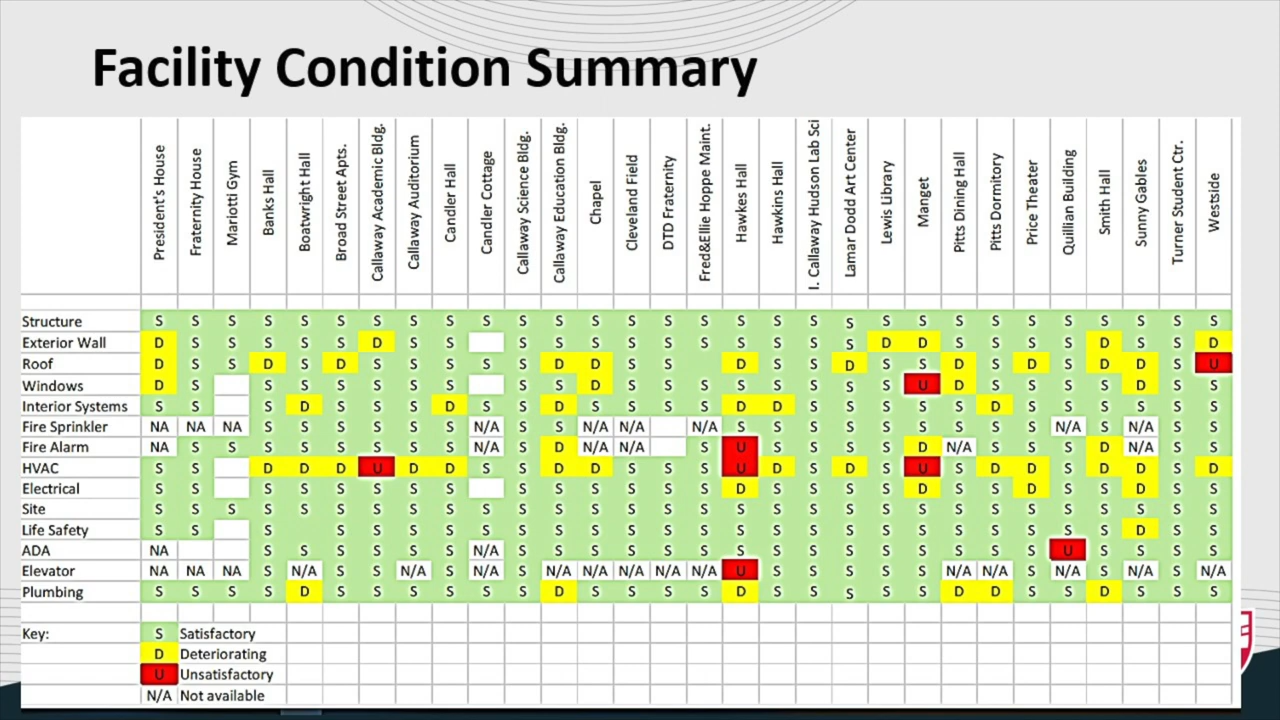 Facility Condition Summary
President's House Fraternity House Mariotti Gym Banks Hall Boatwright Hall Broad Street Apts. Callaway Academic Bldg. Callaway Auditorium Candler Hall Candler Cottage Callaway Science Bldg. Callaway Education Bldg. Chapel Cleveland Field DTD Fraternity Fred&Ellie Hoppe Maint. Hawkes Hall Hawkins Hall I. Callaway Hudson Lab Sci Lamar Dodd Art Center Lewis Library Manget Pitts Dining Hall Pitts Dormitory Price Theater Quillian Building Smith Hall Sunny Gables Turner Student Ctr. Westside
Structure S S S S S S S S S S S S S S S S S S S S S S S S S S S S S S
Exterior Wall D S S S S S D S S S S S S S S S S S S D D S S S S D S S D
Roof D S S D S D S S S S S D D S S S D S S D S S D S D S D D S U
Windows D S S S S S S S S S D S S S S S S S S U D S S S S D S S
Interior Systems S S S D S S S D S S D S S S S D D S S S S S D S S S S S S
Fire Sprinkler NA NA NA S S S S S S N/A S S N/A N/A N/A S S S S S S S S S N/A S N/A S S
Fire Alarm NA S S S S S S S S N/A S D N/A N/A S U S S S S D N/A S S S D N/A S S
HVAC S S D D D U D D S S D D S S S U D S D S U S D D S D D S D
Electrical S S S S S S S S S S S S S S D S S S S D S S D S S D S S
Site S S S S S S S S S S S S S S S S S S S S S S S S S S S S S S
Life Safety S S S S S S S S S S S S S S S S S S S S S S S S S S D S S
ADA NA S S S S S S N/A S S S S S S S S S S S S S S S U S S S S
Elevator NA NA NA S N/A S S N/A S N/A S N/A N/A N/A N/A N/A U S S S S S N/A N/A S N/A S N/A S N/A
Plumbing S S S S D S S S S S S D S S S S D S S S S S D D S S D S S S
Key: S Satisfactory
D Deteriorating
U Unsatisfactory
N/A Not available